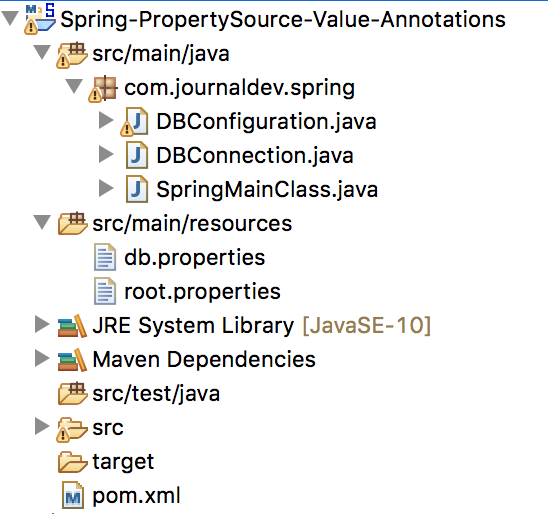 Spring-PropertySource-Value-Annotations
src/main/java
com.journaldev.spring
DBConfiguration.java
DBConnection.java
SpringMainClass.java
src/main/resources
db.properties
root.properties
JRE System Library [JavaSE-10]
Maven Dependencies
src/test/java
src
target
pom.xml